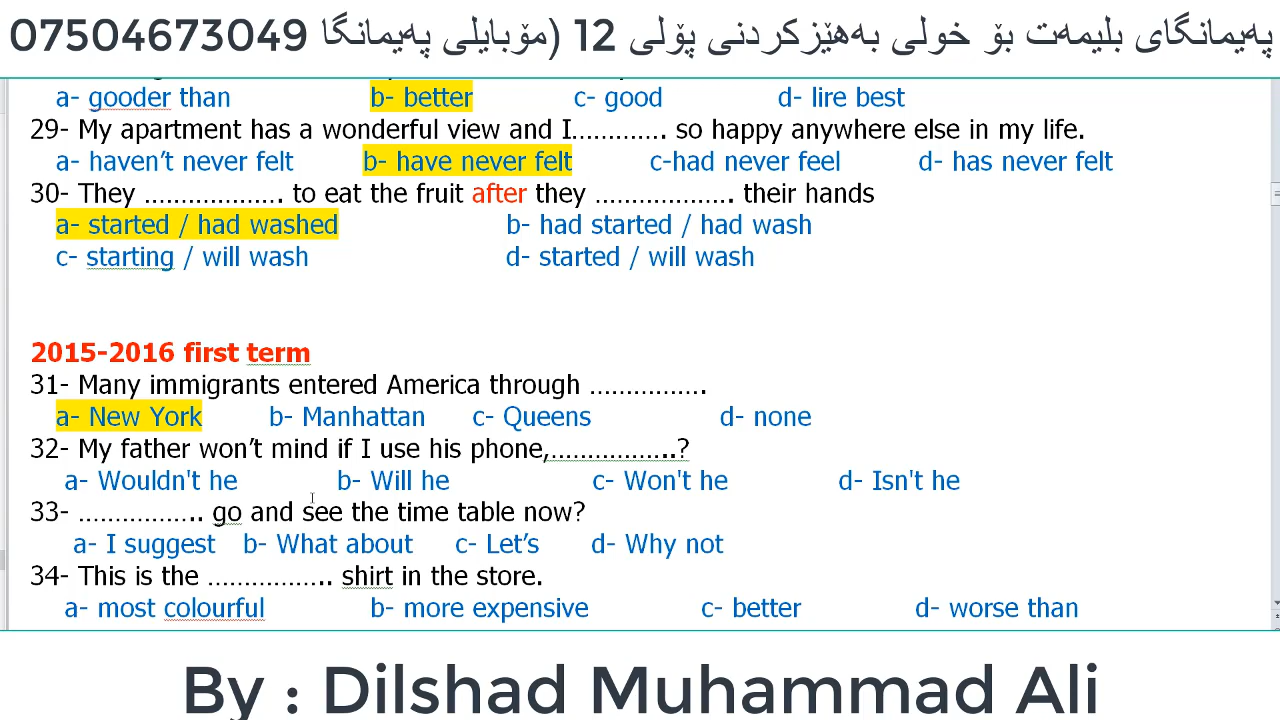 پەیمانگای بلیمەت بۆ خولی بەهێزکردنی پۆلی 12 (مۆبایلی پەیمانگا 07504673049
a- gooder than b- better c- good d- lire best
29- My apartment has a wonderful view and I…………. so happy anywhere else in my life.
a- haven’t never felt b- have never felt c-had never feel d- has never felt
30- They ………………. to eat the fruit after they ………………. their hands
a- started / had washed b- had started / had wash
c- starting / will wash d- started / will wash
2015-2016 first term
31- Many immigrants entered America through …………….
a- New York b- Manhattan c- Queens d- none
32- My father won’t mind if I use his phone,……………..?
a- Wouldn't he b- Will he c- Won't he d- Isn't he
33- …………….. go and see the time table now?
a- I suggest b- What about c- Let’s d- Why not
34- This is the …………….. shirt in the store.
a- most colourful b- more expensive c- better d- worse than
By : Dilshad Muhammad Ali